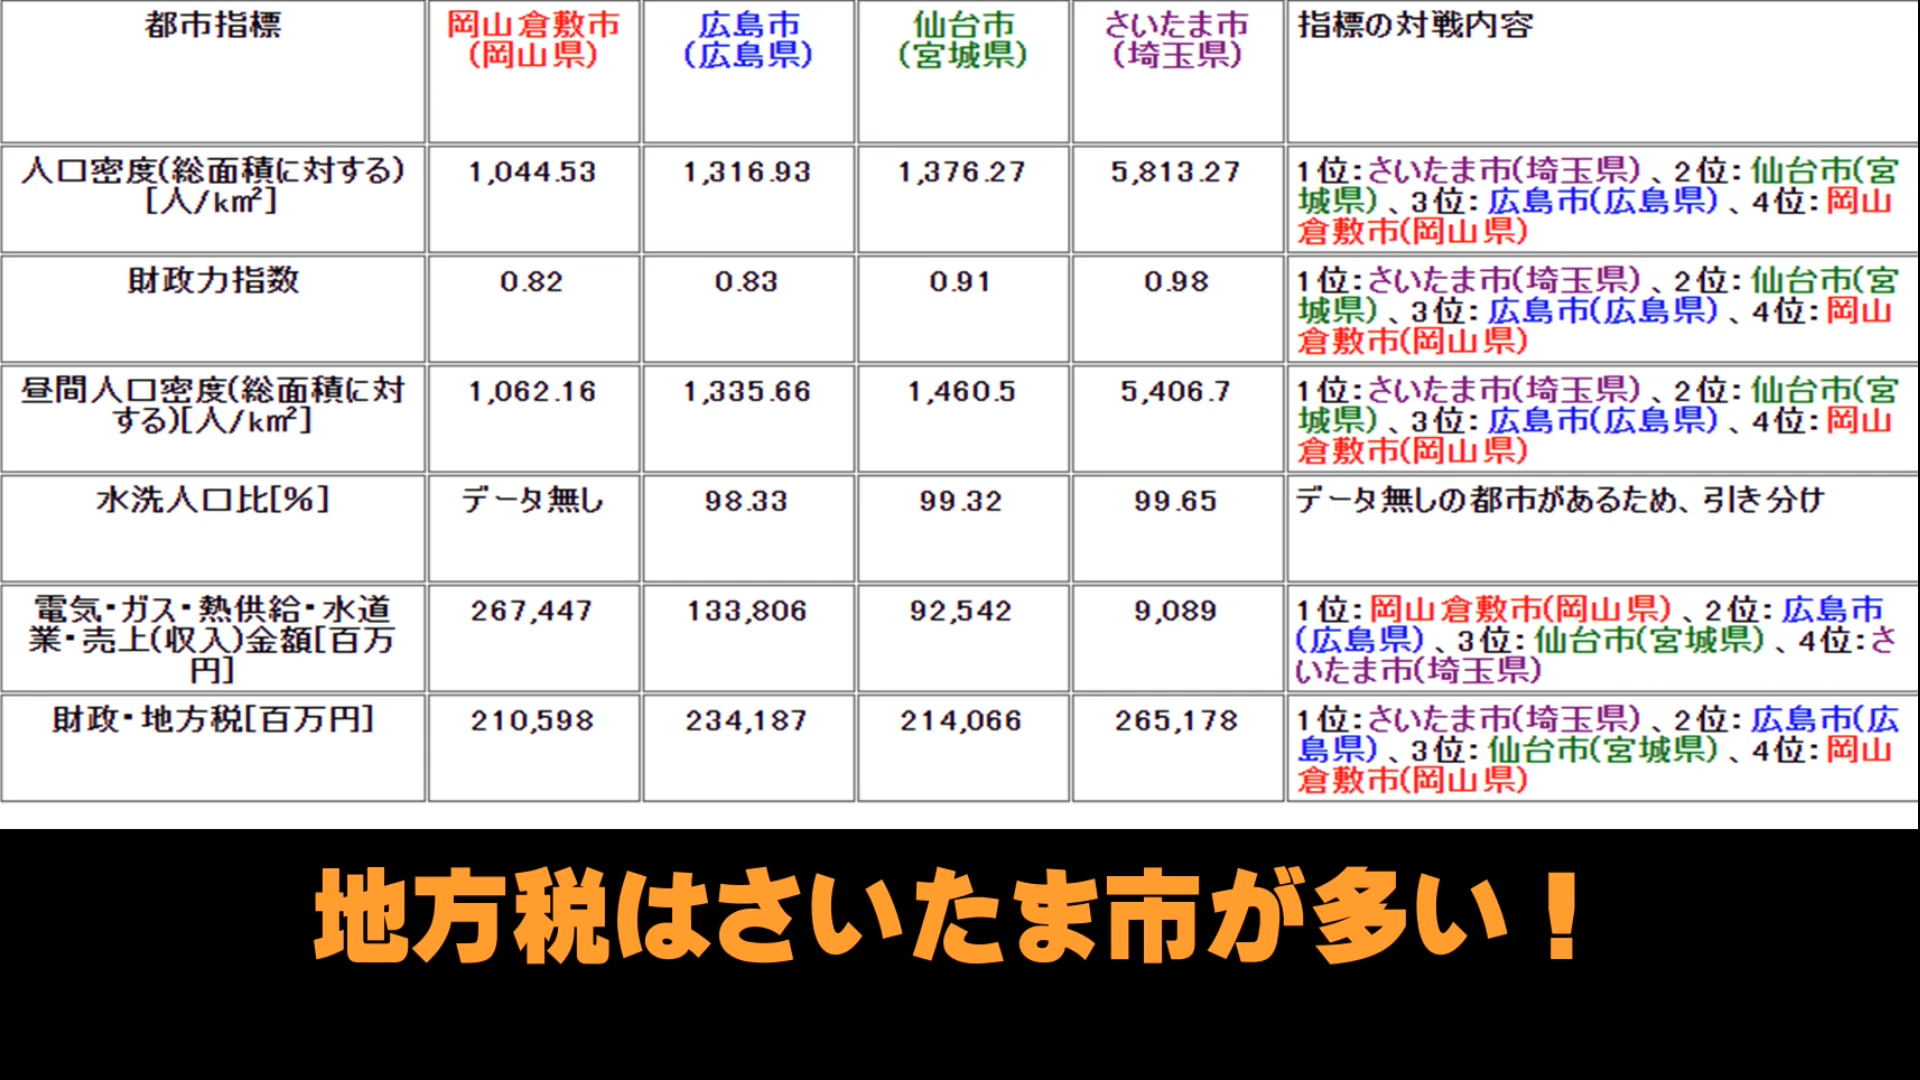 都市指標
岡山倉敷市
(岡山県)
広島市
(広島県)
仙台市
(宮城県)
さいたま市
(埼玉県)
指標の対戦内容
人口密度(総面積に対する)
[人/k㎡]
1,044.53
1,316.93
1,376.27
5,813.27
1位:さいたま市(埼玉県)、2位:仙台市(宮
城県)、3位:広島市(広島県)、4位:岡山
倉敷市(岡山県)
財政力指数
0.82
0.83
0.91
0.98
1位:さいたま市(埼玉県)、2位:仙台市(宮
城県)、3位:広島市(広島県)、4位:岡山
倉敷市(岡山県)
昼間人口密度(総面積に対
する)[人/k㎡]
1,062.16
1,335.66
1,460.5
5,406.7
1位:さいたま市(埼玉県)、2位:仙台市(宮
城県)、3位:広島市(広島県)、4位:岡山
倉敷市(岡山県)
水洗人口比[%]
データ無し
98.33
99.32
99.65
データ無しの都市があるため、引き分け
電気・ガス・熱供給・水道
業・売上(収入)金額[百万
円]
267,447
133,806
92,542
9,089
1位:岡山倉敷市(岡山県)、2位:広島市
(広島県)、3位:仙台市(宮城県)、4位:さ
いたま市(埼玉県)
財政・地方税[百万円]
210,598
234,187
214,066
265,178
1位:さいたま市(埼玉県)、2位:広島市(広
島県)、3位:仙台市(宮城県)、4位:岡山
倉敷市(岡山県)
地方税はさいたま市が多い！